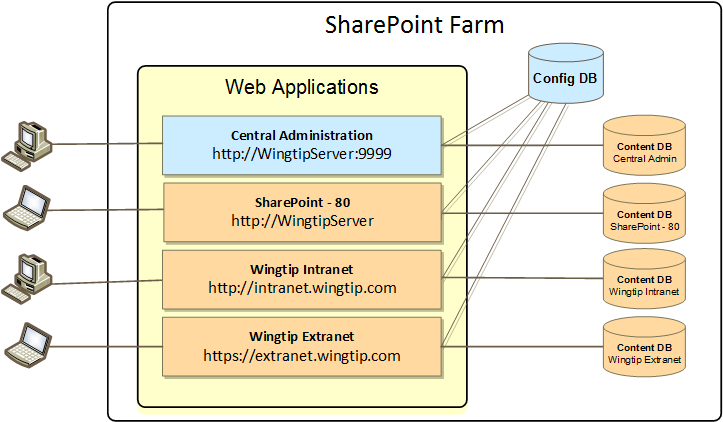 SharePoint Farm
Web Applications
Config DB
Central Administration
http://WingtipServer:9999
Content DB
Central Admin
SharePoint - 80
http://WingtipServer
Content DB
SharePoint - 80
Wingtip Intranet
http://intranet.wingtip.com
Content DB
Wingtip Intranet
Wingtip Extranet
https://extranet.wingtip.com
Content DB
Wingtip Extranet